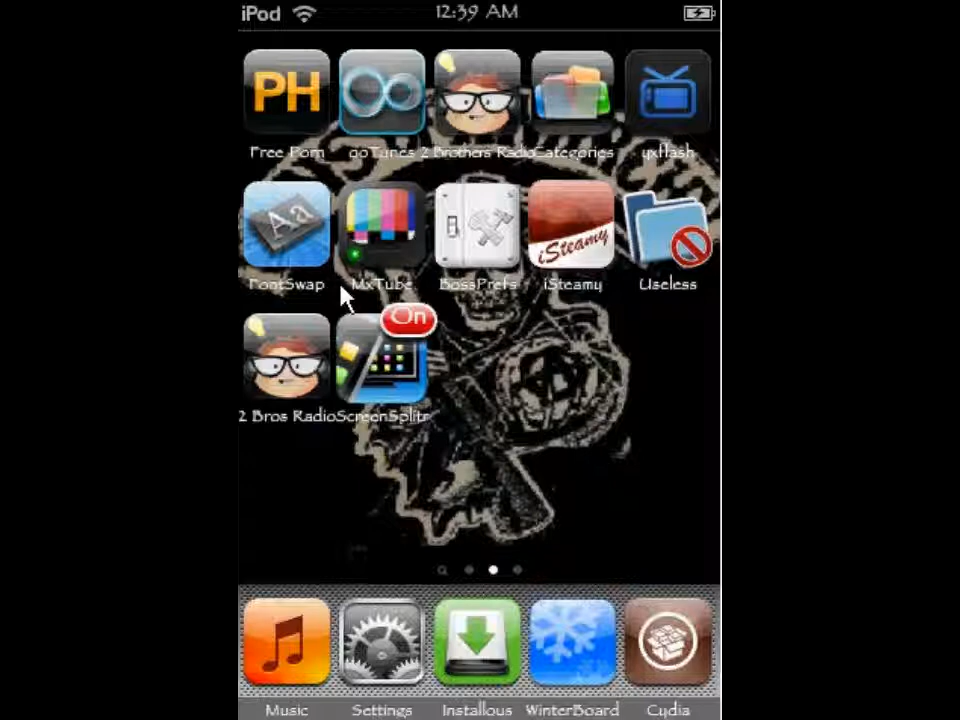 iPod 12:39 AM
PH
Free Porn goTunes 2 Brothers Radio Categories yxflash
Aa iSteamy
FontSwap MxTube BossPrefs iSteamy Useless
On
2 Bros Radio ScreenSplitr
Music Settings Installous WinterBoard Cydia